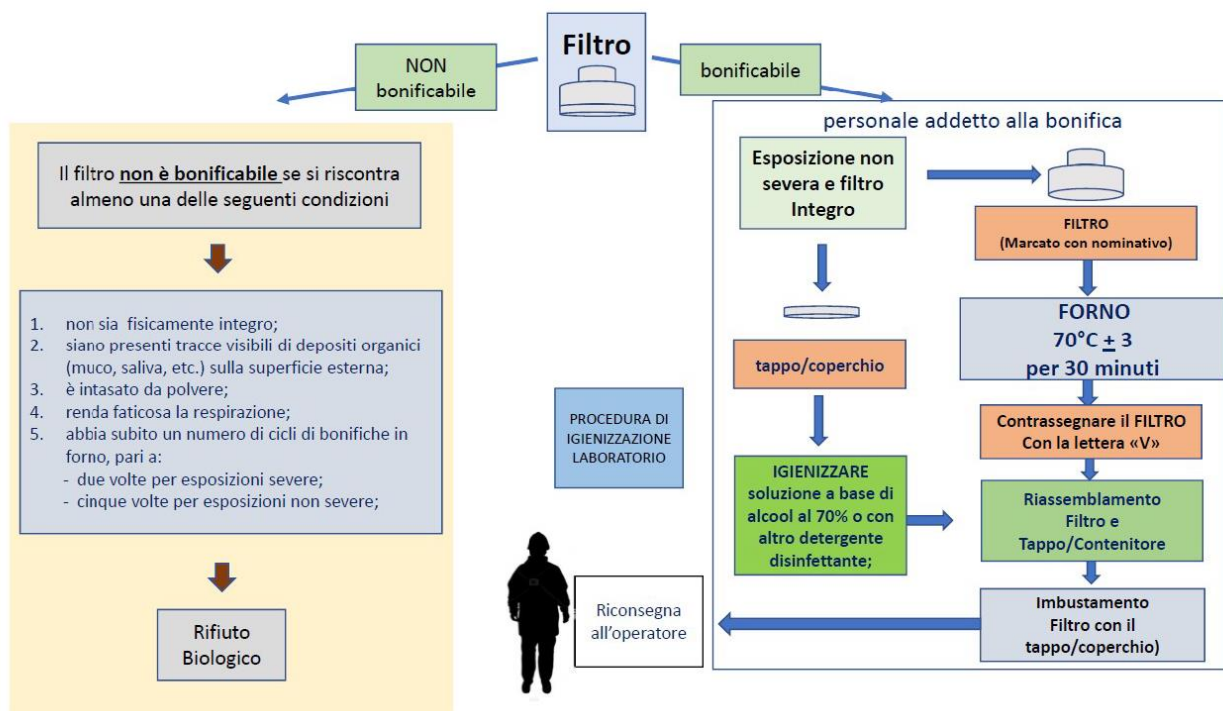 Filtro
NON
bonificabile
bonificabile
Il filtro non è bonificabile se si riscontra
almeno una delle seguenti condizioni
1. non sia fisicamente integro;
2. siano presenti tracce visibili di depositi organici
(muco, saliva, etc.) sulla superficie esterna;
3. è intasato da polvere;
4. renda faticosa la respirazione;
5. abbia subito un numero di cicli di bonifiche in
forno, pari a:
- due volte per esposizioni severe;
- cinque volte per esposizioni non severe;
Rifiuto
Biologico
PROCEDURA DI
IGIENIZZAZIONE
LABORATORIO
personale addetto alla bonifica
Esposizione non
severa e filtro
Integro
tappo/coperchio
IGIENIZZARE
soluzione a base di
alcool al 70% o con
altro detergente
disinfettante;
FILTRO
(Marcato con nominativo)
FORNO
70°C ± 3
per 30 minuti
Contrassegnare il FILTRO
Con la lettera «V»
Riassemblamento
Filtro e
Tappo/Contenitore
Imbustamento
Filtro con il
tappo/coperchio)
Riconsegna
all'operatore